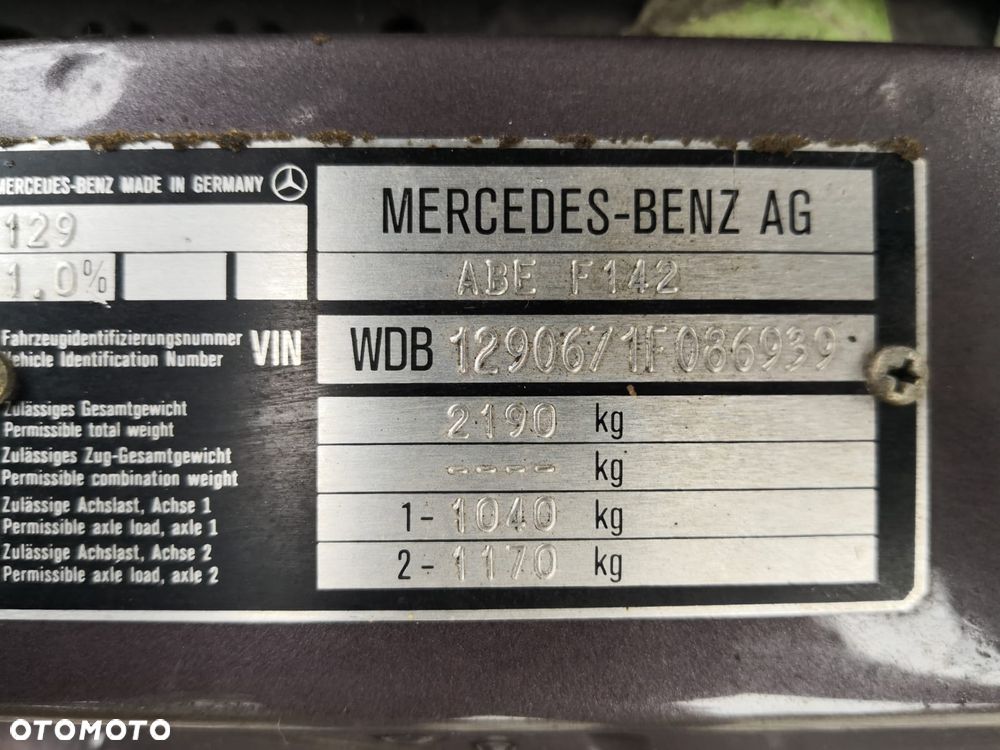 MERCEDES-BENZ MADE IN GERMANY
MERCEDES-BENZ AG
129
ABE F142
1.0%
Fahrzeugidentifizierungsnummer
Vehicle Identification Number
VIN
WDB 1290671F086939
Zulässiges Gesamtgewicht
Permissible total weight
2190 kg
Zulässiges Zug-Gesamtgewicht
Permissible combination weight
---- kg
Zulässige Achslast, Achse 1
Permissible axle load, axle 1
1- 1040 kg
Zulässige Achslast, Achse 2
Permissible axle load, axle 2
2- 1170 kg
OTOMOTO